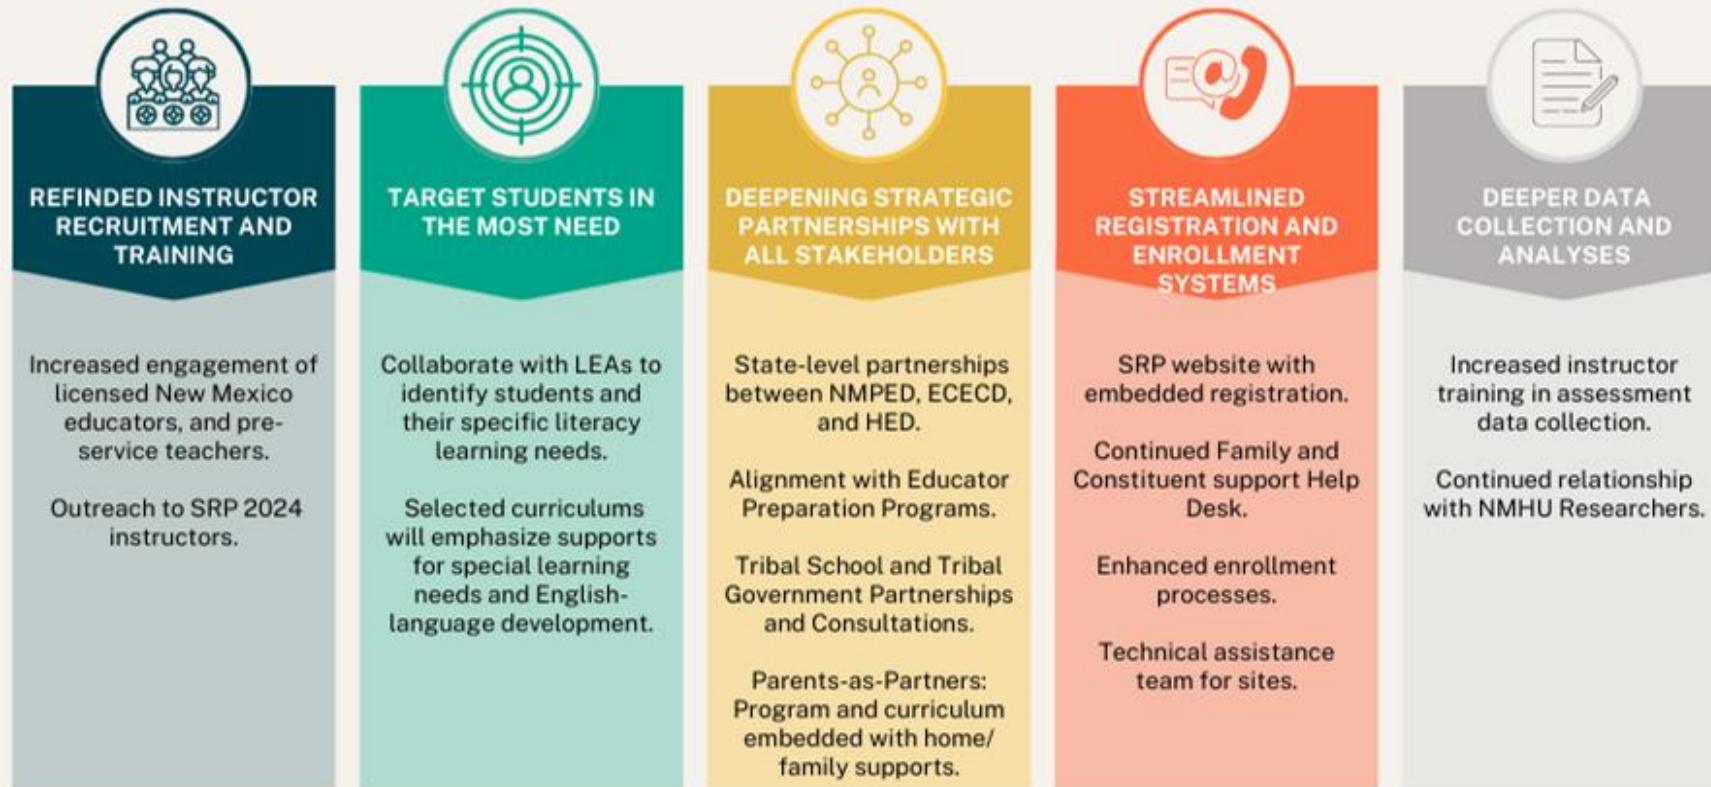 REFINDED INSTRUCTOR
RECRUITMENT AND
TRAINING
Increased engagement of
licensed New Mexico
educators, and pre-
service teachers.
Outreach to SRP 2024
instructors.
TARGET STUDENTS IN
THE MOST NEED
Collaborate with LEAs to
identify students and
their specific literacy
learning needs.
Selected curriculums
will emphasize supports
for special learning
needs and English-
language development.
DEEPENING STRATEGIC
PARTNERSHIPS WITH
ALL STAKEHOLDERS
State-level partnerships
between NMPED, ECECD,
and HED.
Alignment with Educator
Preparation Programs.
Tribal School and Tribal
Government Partnerships
and Consultations.
Parents-as-Partners:
Program and curriculum
embedded with home/
family supports.
STREAMLINED
REGISTRATION AND
ENROLLMENT
SYSTEMS
SRP website with
embedded registration.
Continued Family and
Constituent support Help
Desk.
Enhanced enrollment
processes.
Technical assistance
team for sites.
DEEPER DATA
COLLECTION AND
ANALYSES
Increased instructor
training in assessment
data collection.
Continued relationship
with NMHU Researchers.